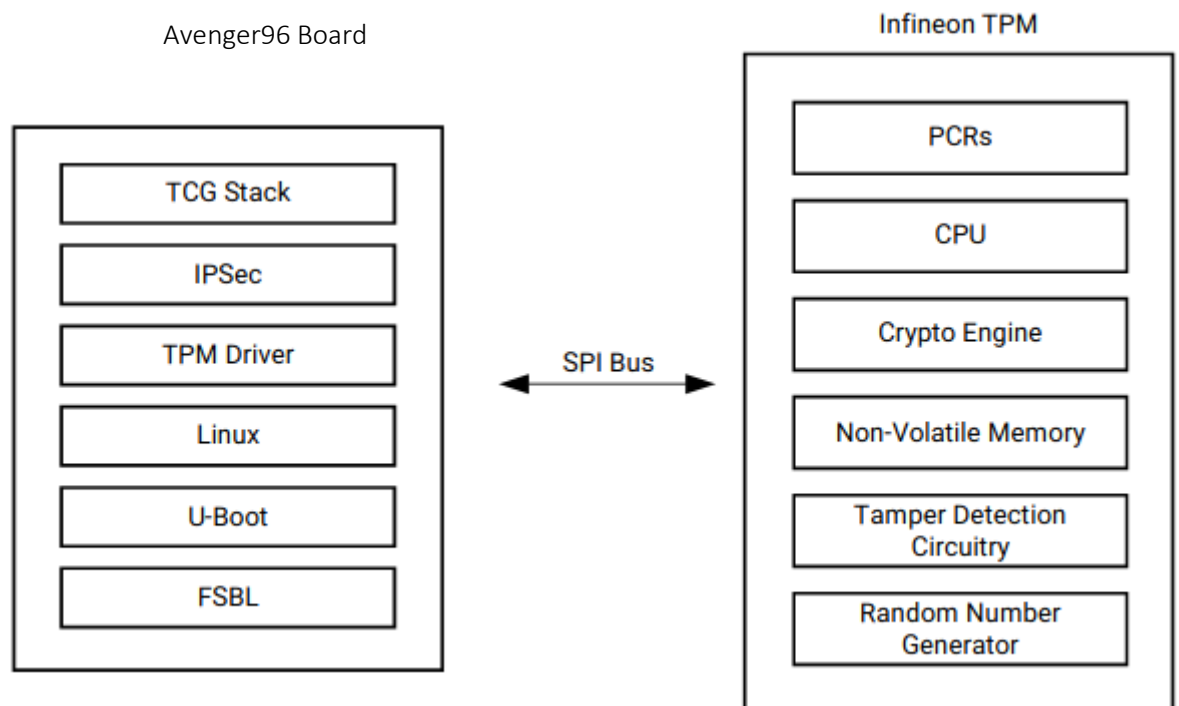 Avenger96 Board
TCG Stack
IPSec
TPM Driver
Linux
U-Boot
FSBL
SPI Bus
Infineon TPM
PCRs
CPU
Crypto Engine
Non-Volatile Memory
Tamper Detection
Circuitry
Random Number
Generator